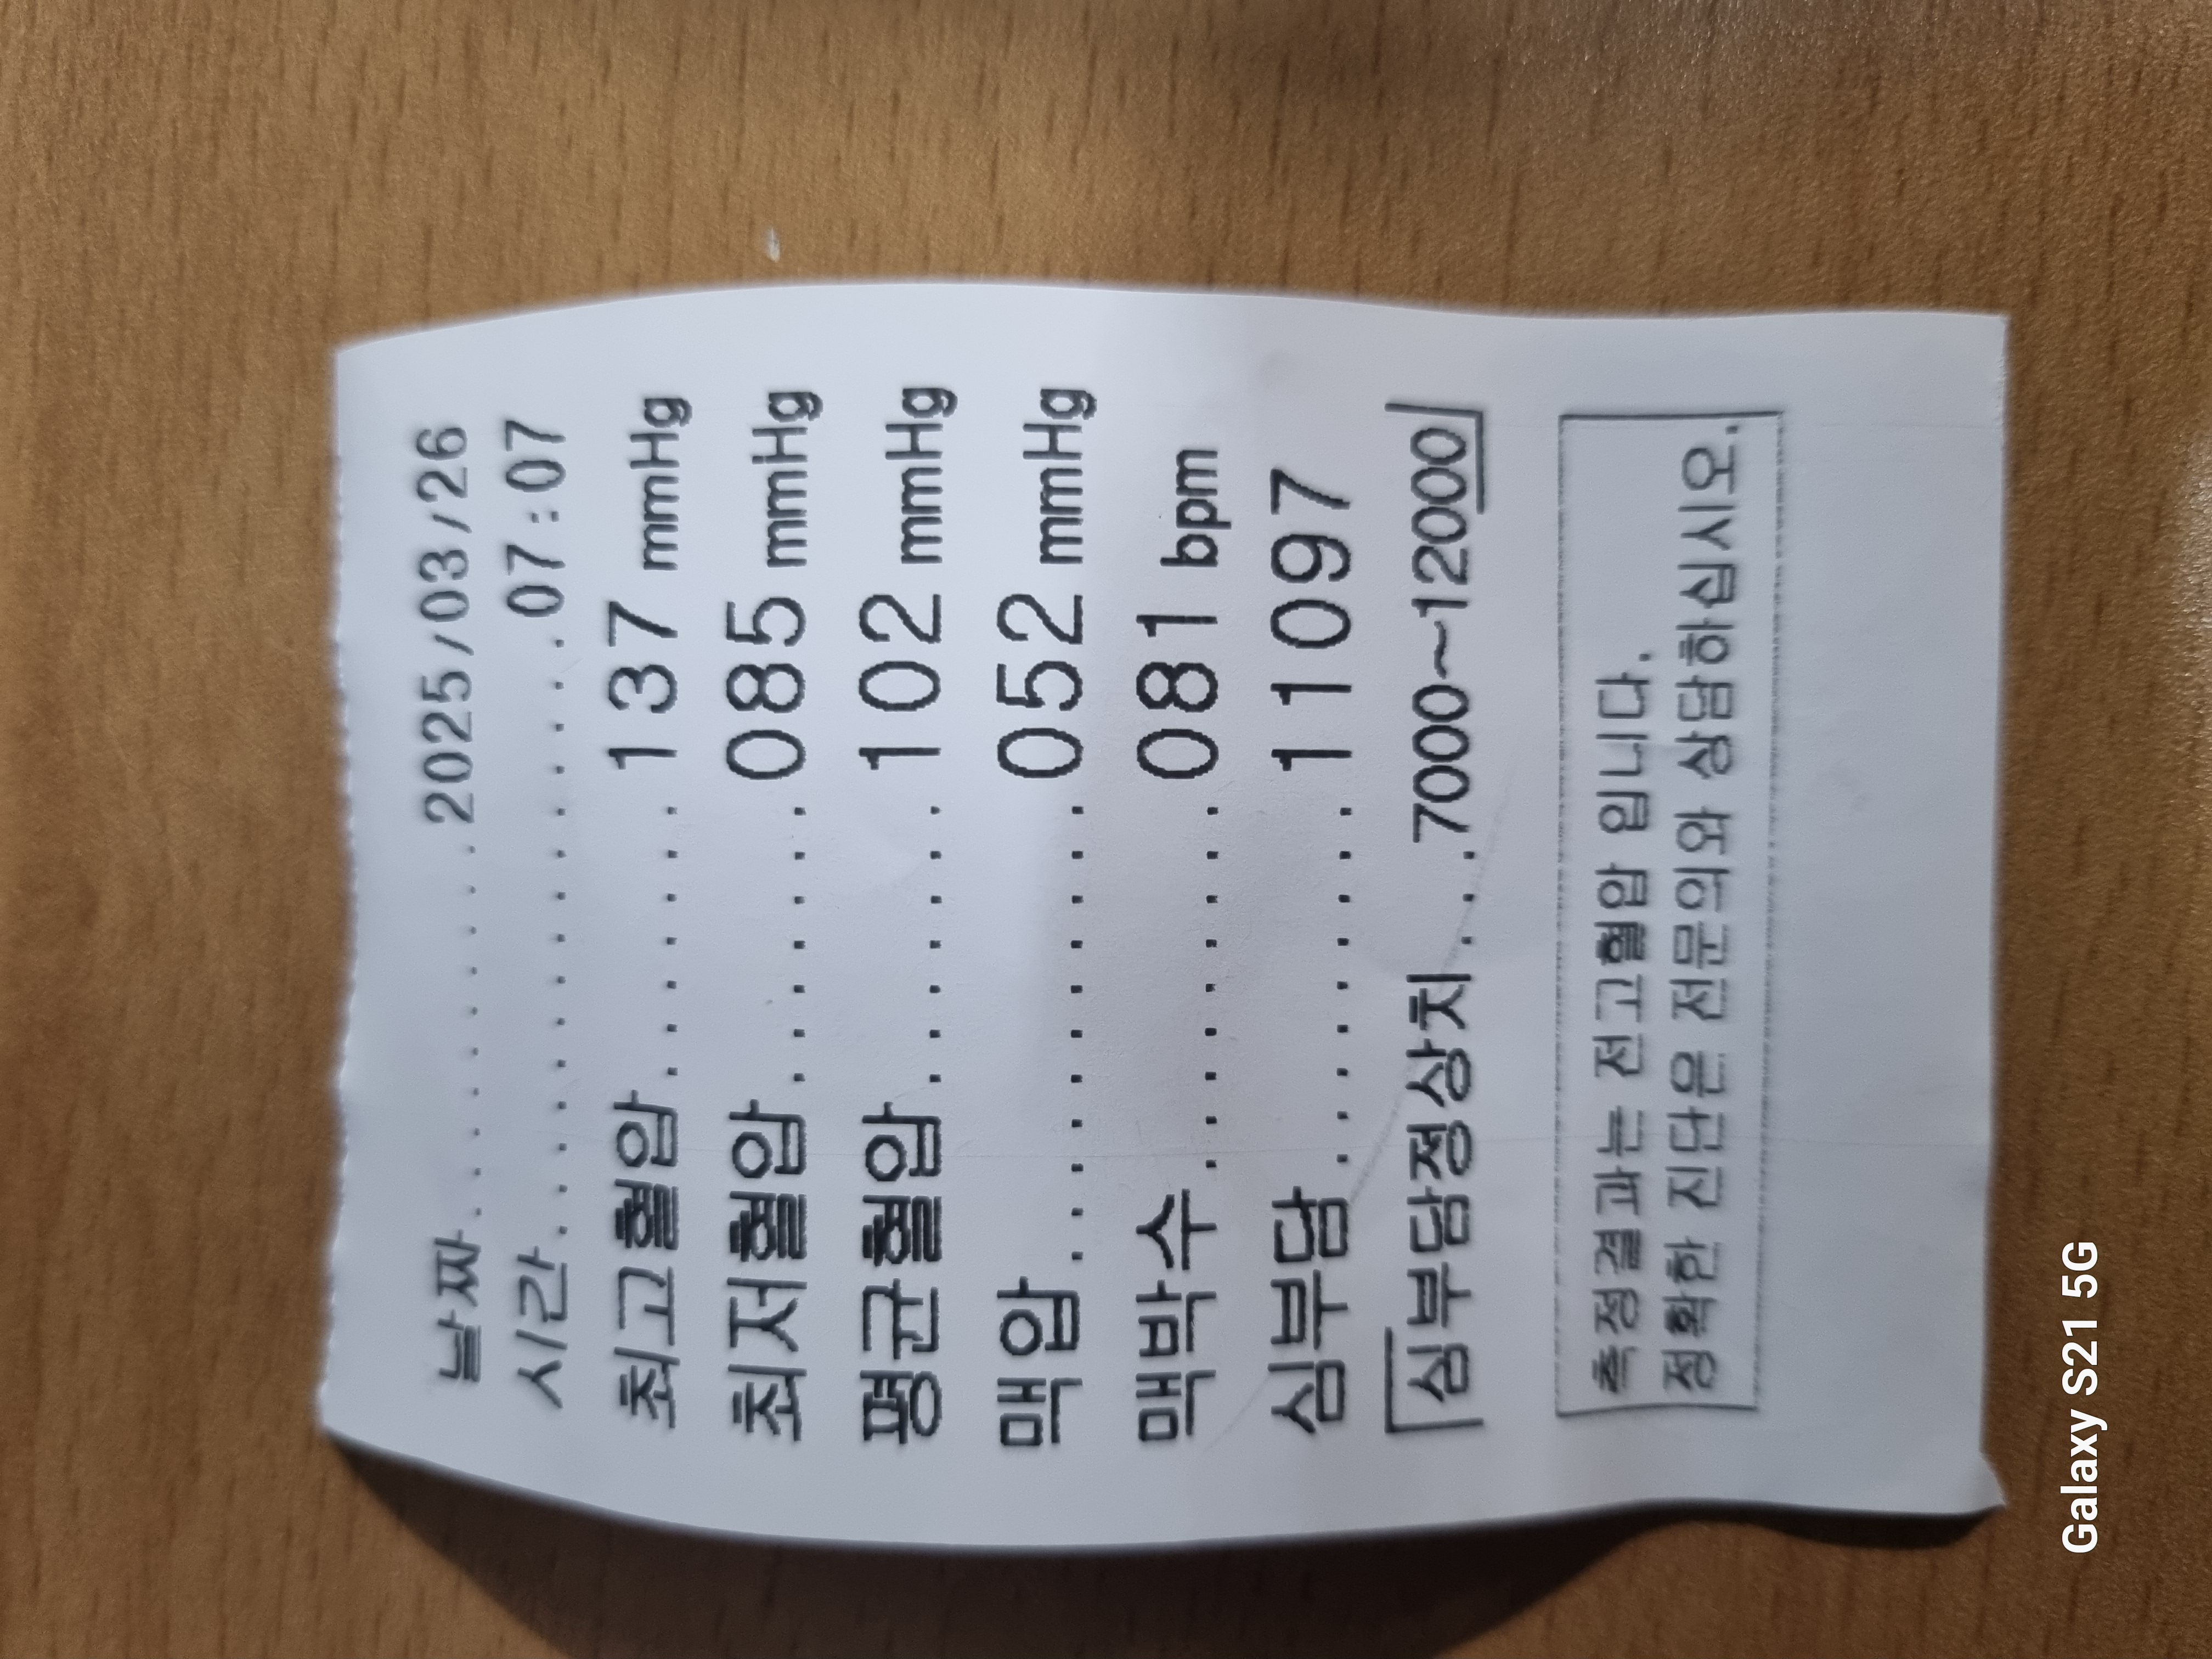 날짜.............2025/03/26
시간..............07:07
최고혈압.......137 mmHg
최저혈압.......085 mmHg
평균혈압.......102 mmHg
맥압...........052 mmHg
맥박수.........081 bpm
심부담.........11097
심부담정상치...7000~12000
측정결과는 전고혈압 입니다.
정확한 진단은 전문의와 상담하십시오.
Galaxy S21 5G